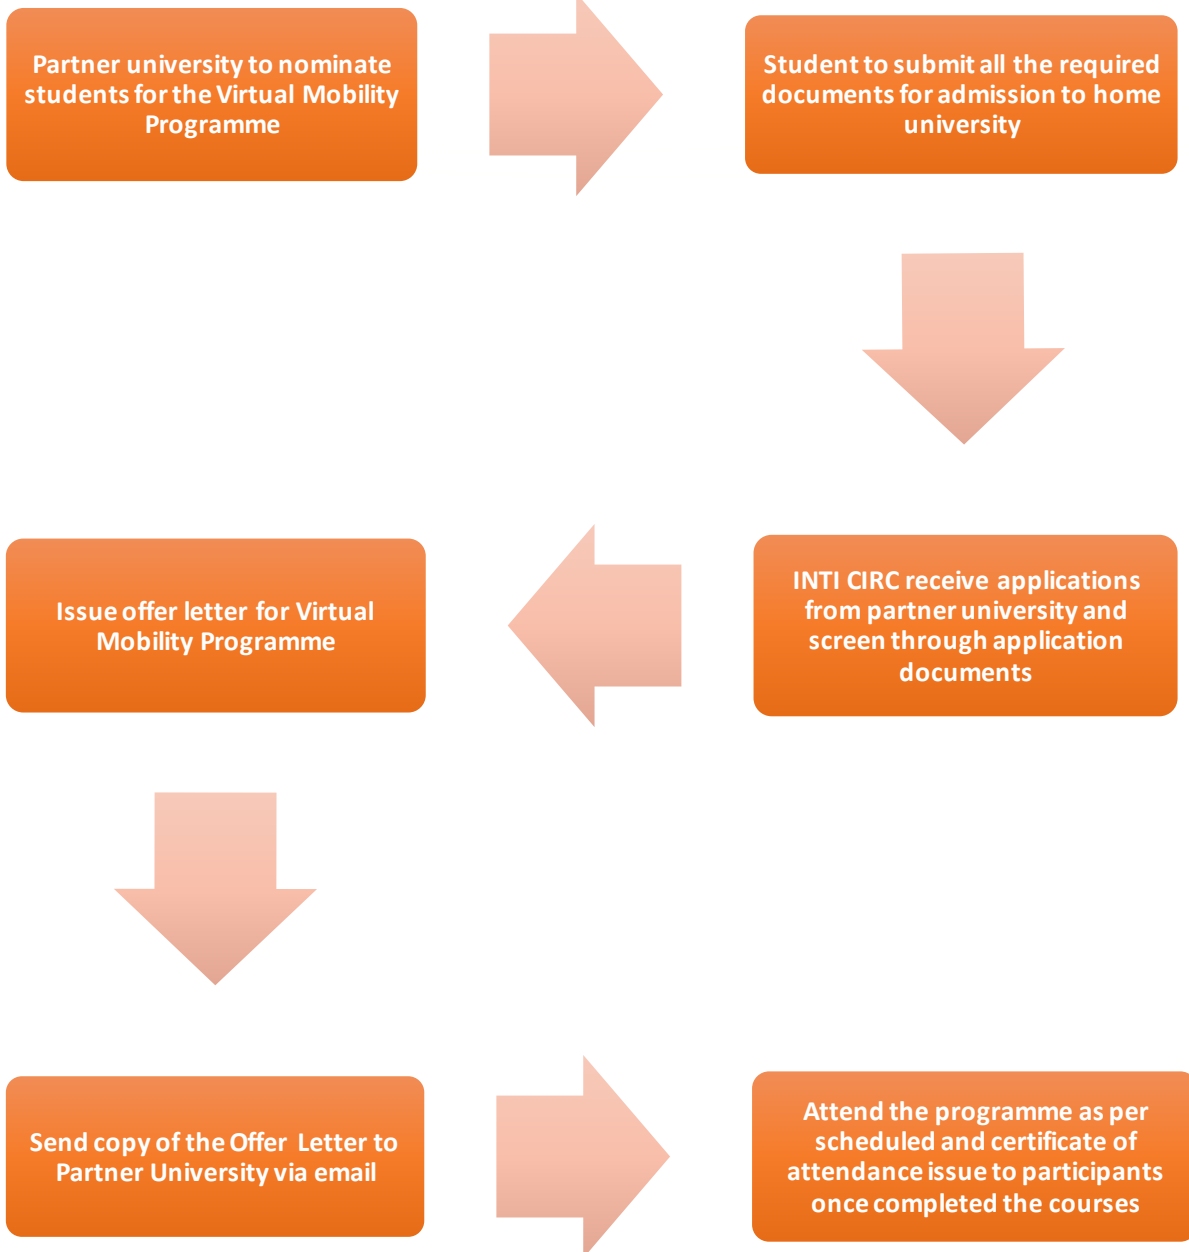 Partner university to nominate
students for the Virtual Mobility
Programme
Student to submit all the required
documents for admission to home
university
INTI CIRC receive applications
from partner university and
screen through application
documents
Issue offer letter for Virtual
Mobility Programme
Send copy of the Offer Letter to
Partner University via email
Attend the programme as per
scheduled and certificate of
attendance issue to participants
once completed the courses